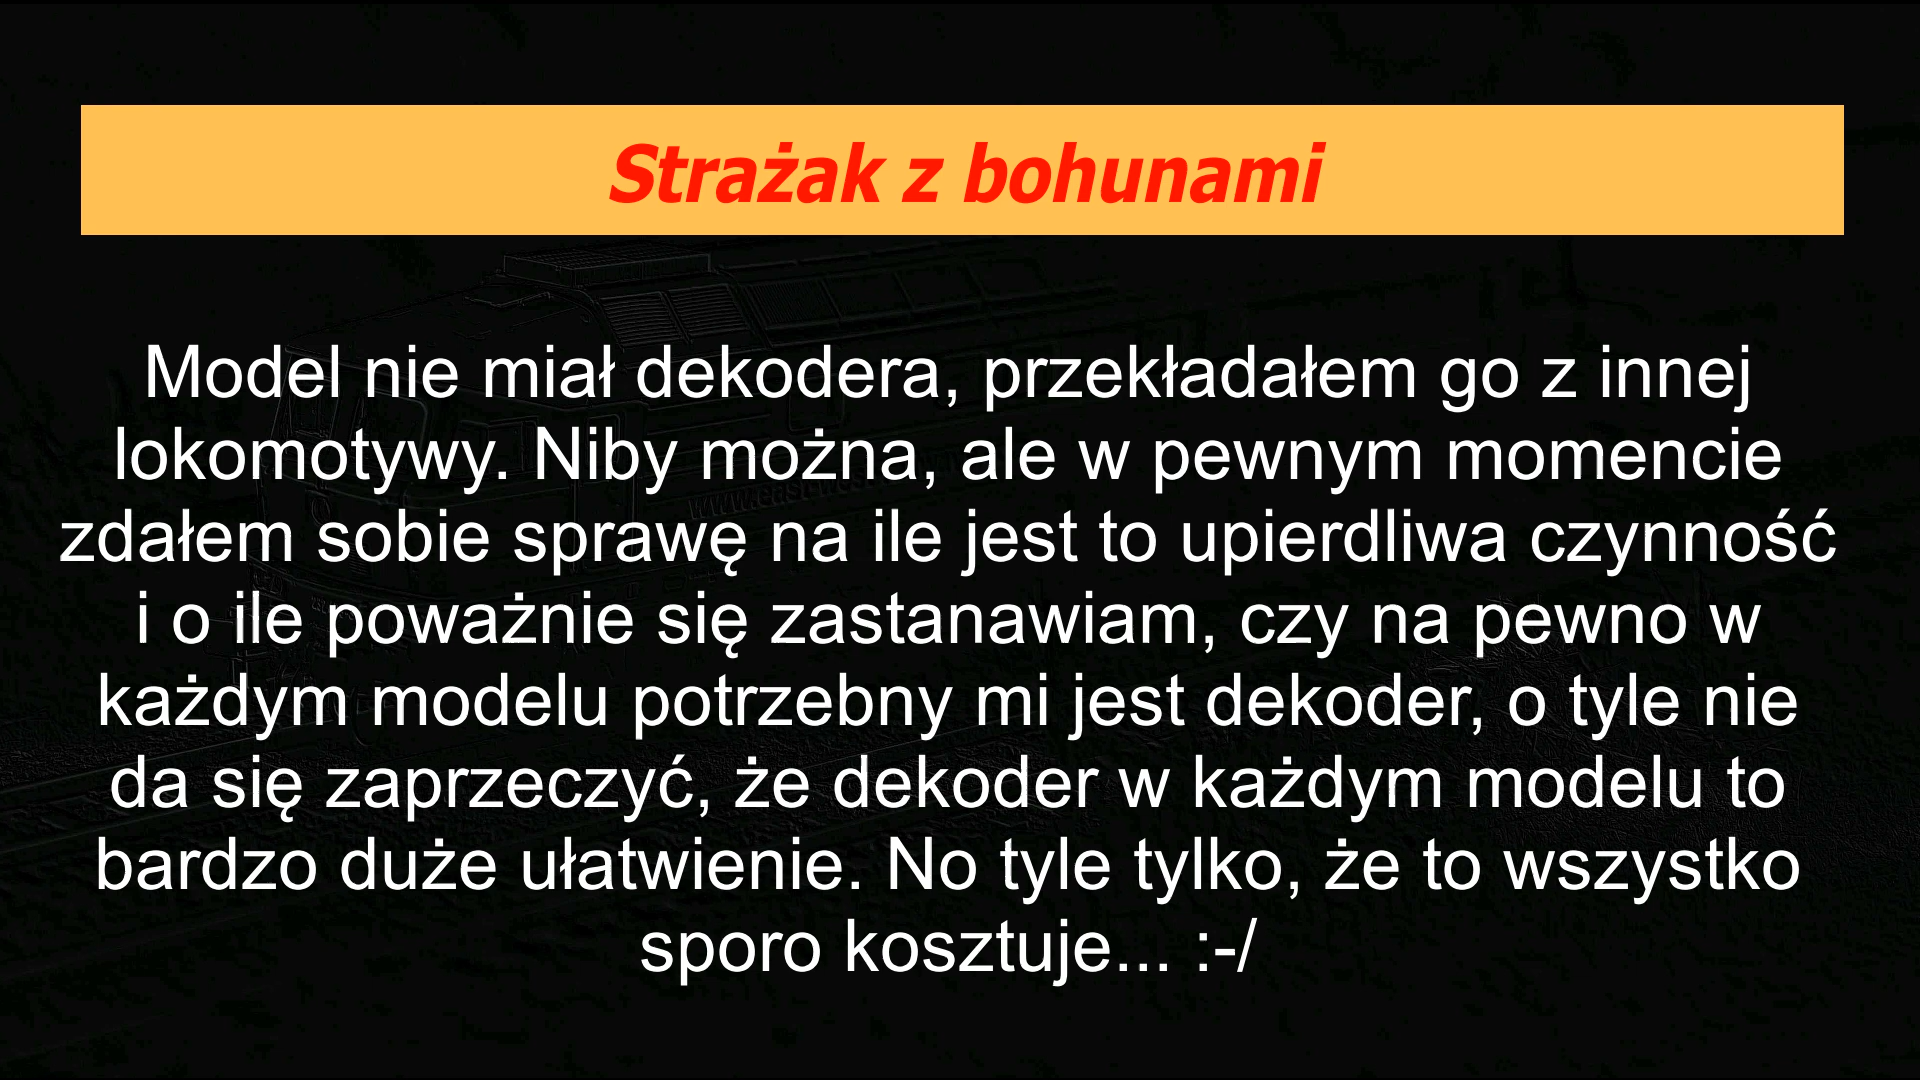 Strażak z bohunami
Model nie miał dekodera, przekładałem go z innej
lokomotywy. Niby można, ale w pewnym momencie
zdałem sobie sprawę na ile jest to upierdliwa czynność
i o ile poważnie się zastanawiam, czy na pewno w
każdym modelu potrzebny mi jest dekoder, o tyle nie
da się zaprzeczyć, że dekoder w każdym modelu to
bardzo duże ułatwienie. No tyle tylko, że to wszystko
sporo kosztuje... :-/